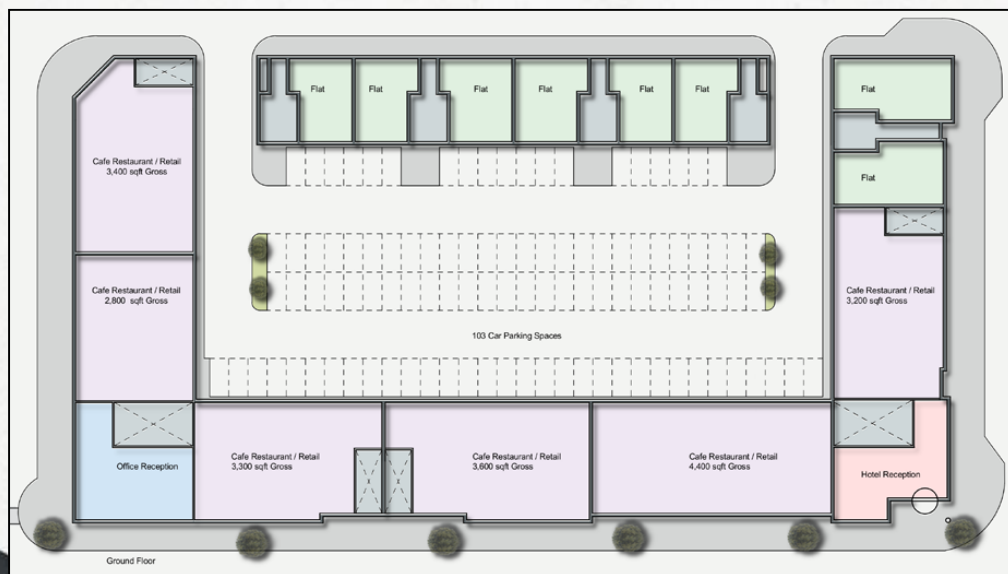 Flat
Flat
Flat
Flat
Flat
Flat
Flat
Cafe Restaurant / Retail
3,400 sqft Gross
Flat
Cafe Restaurant / Retail
2,800 sqft Gross
Cafe Restaurant / Retail
3,200 sqft Gross
103 Car Parking Spaces
Office Reception
Cafe Restaurant / Retail
3,300 sqft Gross
Cafe Restaurant / Retail
3,600 sqft Gross
Cafe Restaurant / Retail
4,400 sqft Gross
Hotel Reception
Ground Floor